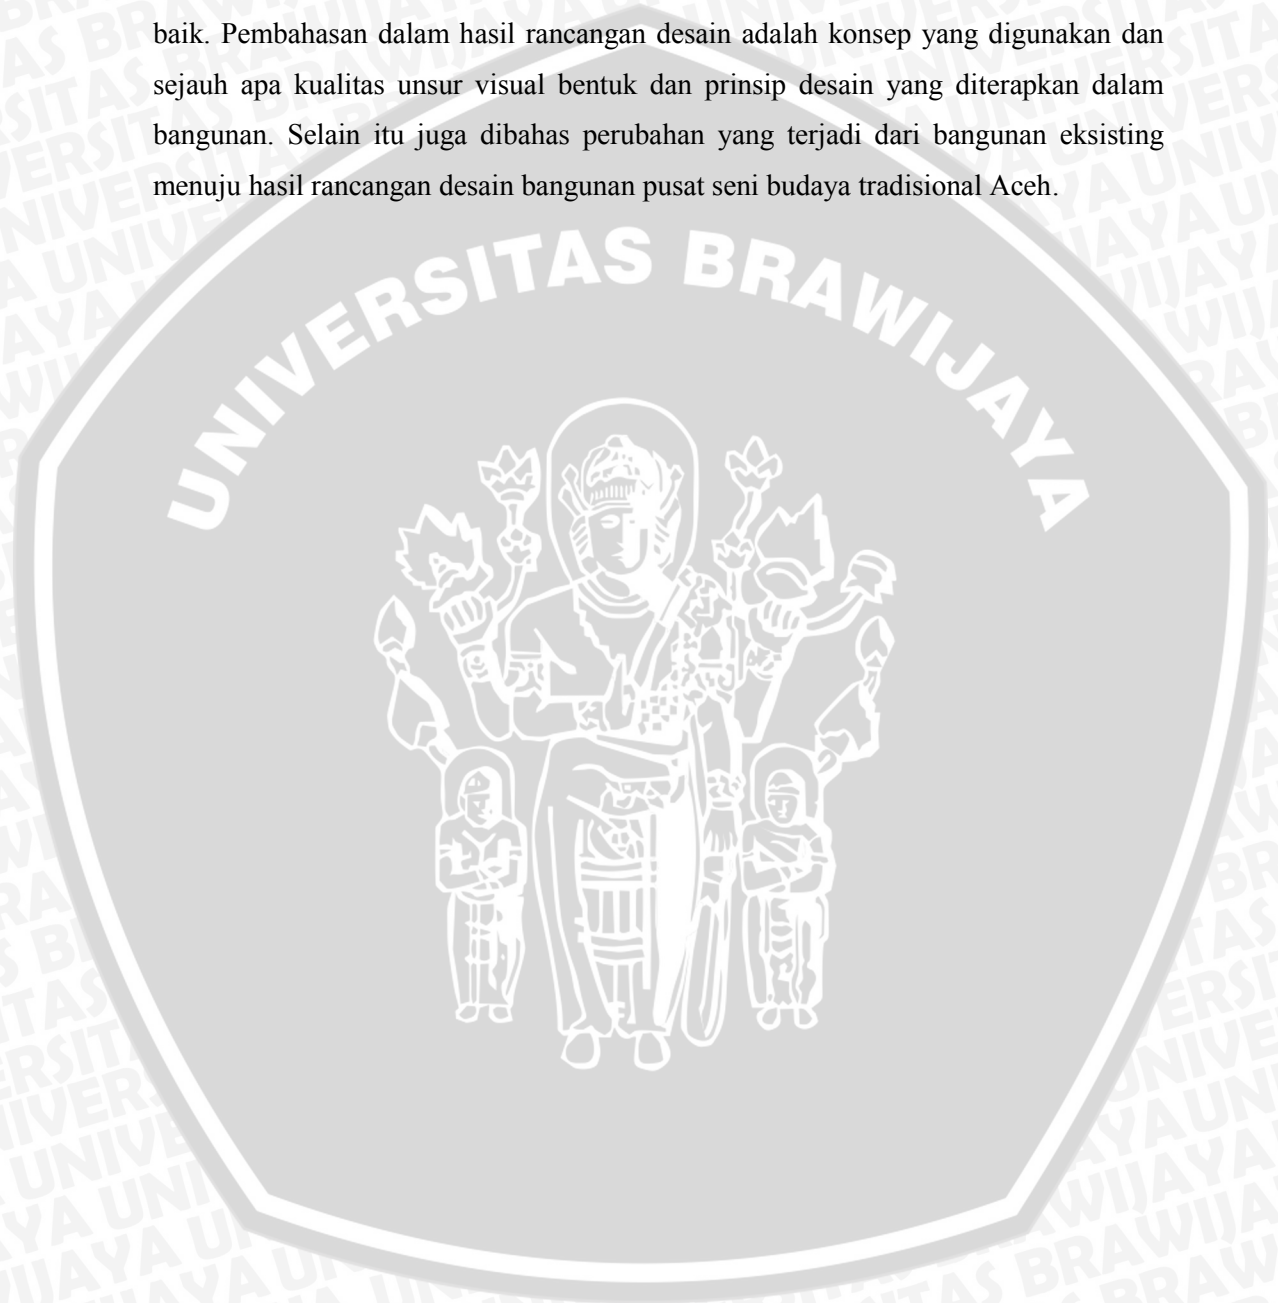 baik. Pembahasan dalam hasil rancangan desain adalah konsep yang digunakan dan
sejauh apa kualitas unsur visual bentuk dan prinsip desain yang diterapkan dalam
bangunan. Selain itu juga dibahas perubahan yang terjadi dari bangunan eksisting
menuju hasil rancangan desain bangunan pusat seni budaya tradisional Aceh.
UNIVERSITAS BRAWIJAYA